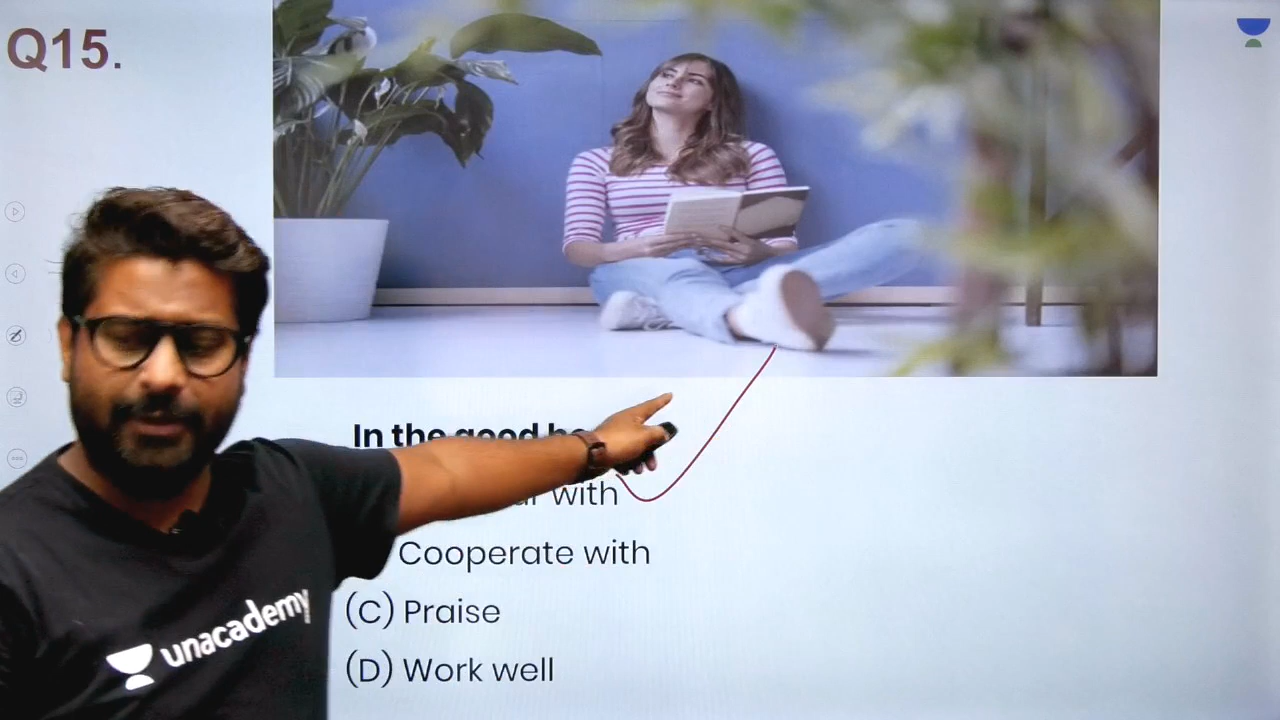 Q15.
In the good
with
Cooperate with
(C) Praise
(D) Work well
unacademy